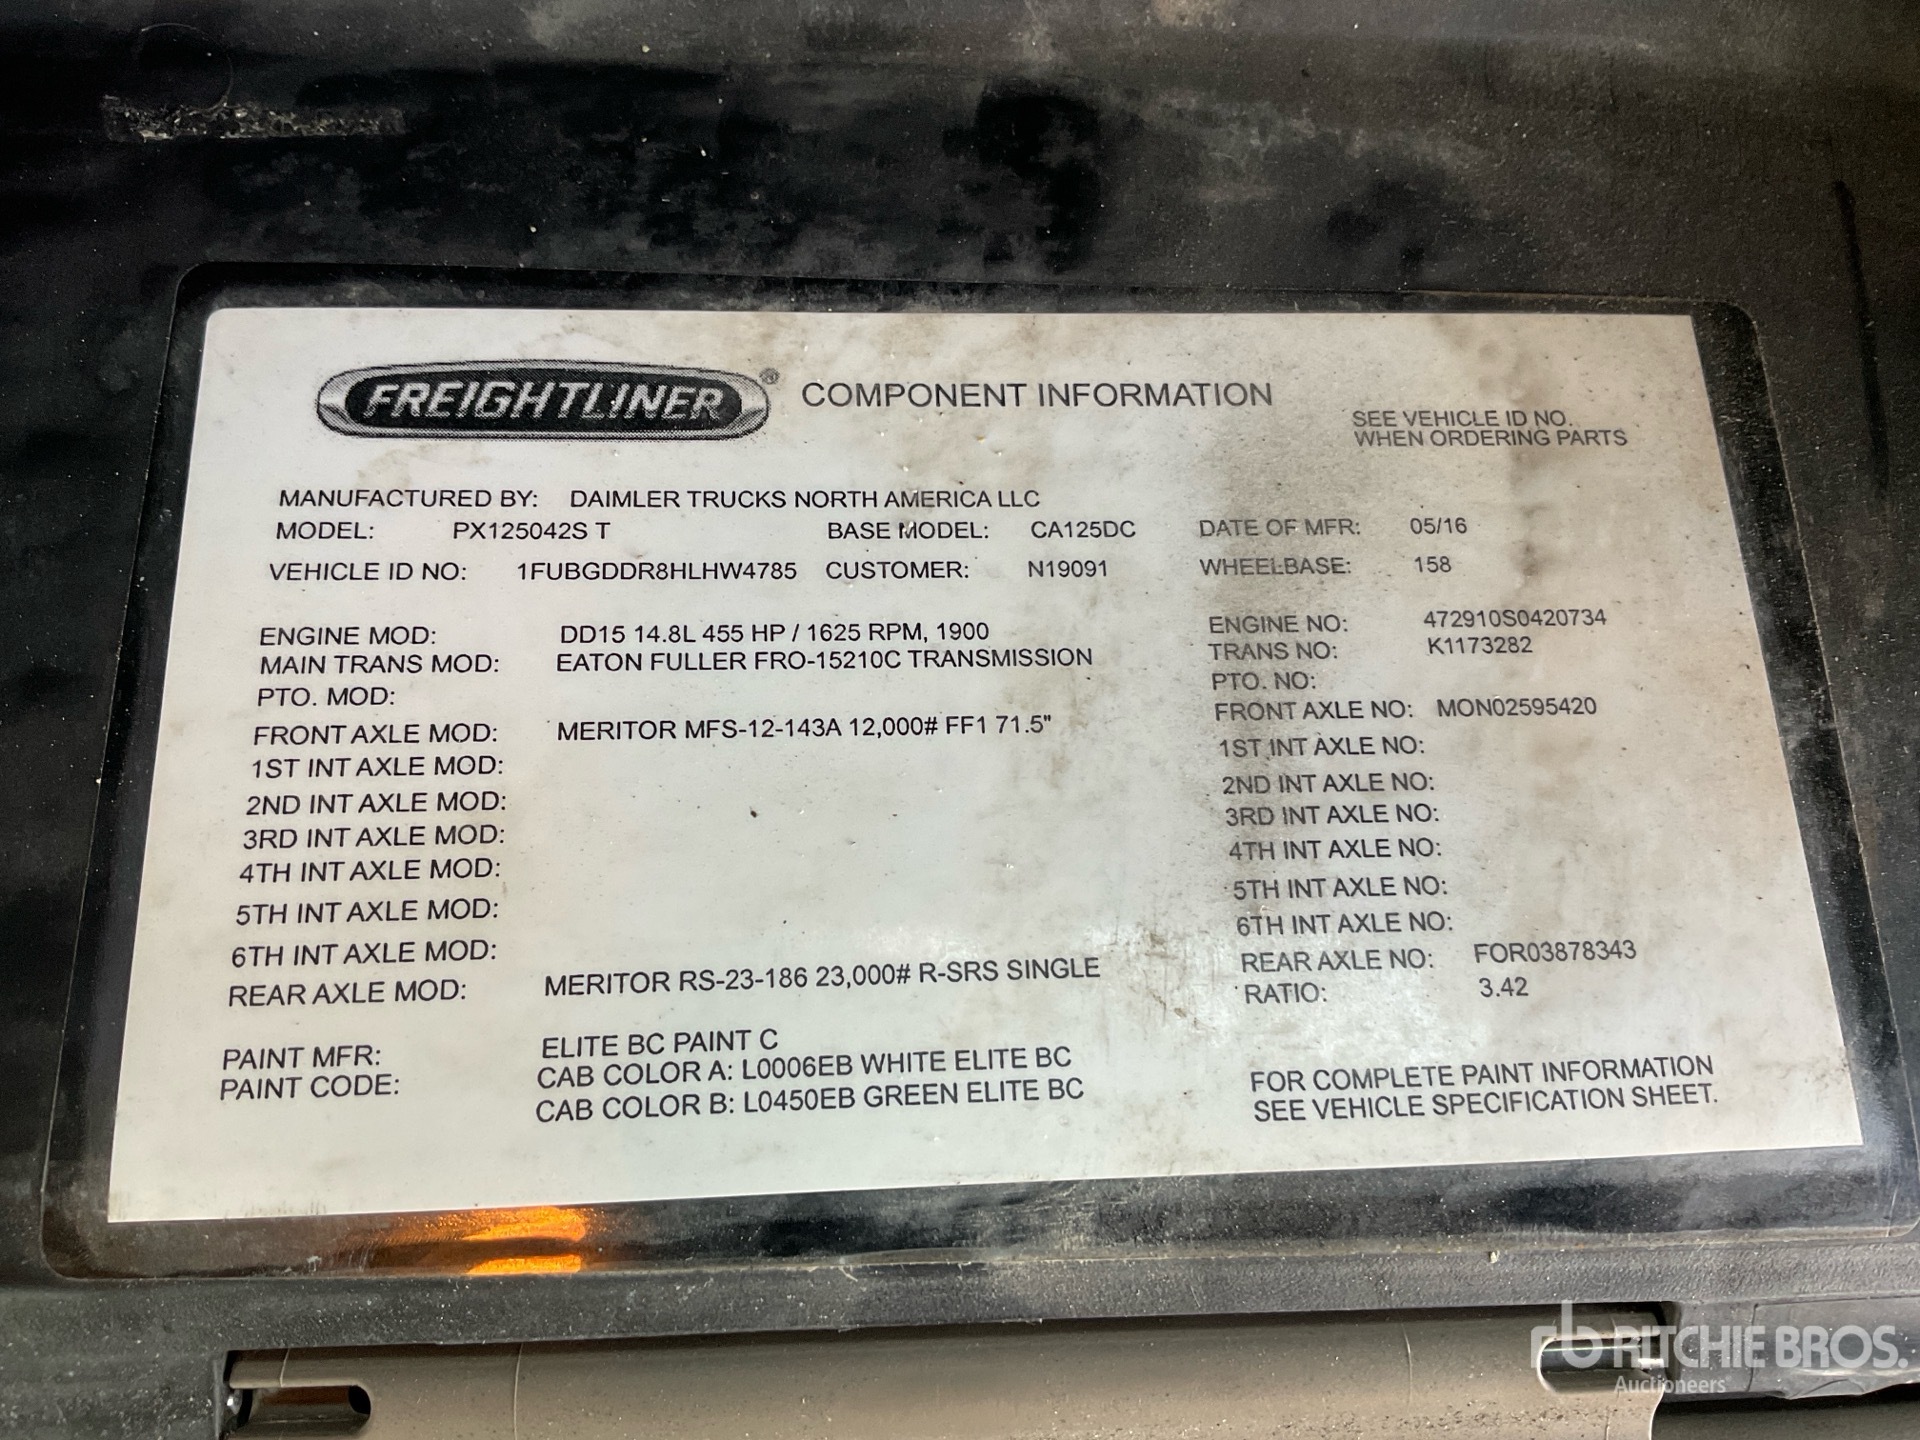 FREIGHTLINER® COMPONENT INFORMATION
SEE VEHICLE ID NO.
WHEN ORDERING PARTS
MANUFACTURED BY: DAIMLER TRUCKS NORTH AMERICA LLC
MODEL: PX125042S T BASE MODEL: CA125DC DATE OF MFR: 05/16
VEHICLE ID NO: 1FUBGDDR8HLHW4785 CUSTOMER: N19091 WHEELBASE: 158
ENGINE MOD: DD15 14.8L 455 HP / 1625 RPM, 1900 ENGINE NO: 472910S0420734
MAIN TRANS MOD: EATON FULLER FRO-15210C TRANSMISSION TRANS NO: K1173282
PTO. MOD: PTO. NO:
FRONT AXLE MOD: MERITOR MFS-12-143A 12,000# FF1 71.5" FRONT AXLE NO: MON02595420
1ST INT AXLE MOD: 1ST INT AXLE NO:
2ND INT AXLE MOD: 2ND INT AXLE NO:
3RD INT AXLE MOD: 3RD INT AXLE NO:
4TH INT AXLE MOD: 4TH INT AXLE NO:
5TH INT AXLE MOD: 5TH INT AXLE NO:
6TH INT AXLE MOD: 6TH INT AXLE NO:
REAR AXLE MOD: MERITOR RS-23-186 23,000# R-SRS SINGLE REAR AXLE NO: FOR03878343
RATIO: 3.42
PAINT MFR: ELITE BC PAINT C
PAINT CODE: CAB COLOR A: L0006EB WHITE ELITE BC
CAB COLOR B: L0450EB GREEN ELITE BC
FOR COMPLETE PAINT INFORMATION
SEE VEHICLE SPECIFICATION SHEET.
rb RITCHIE BROS.
Auctioneers